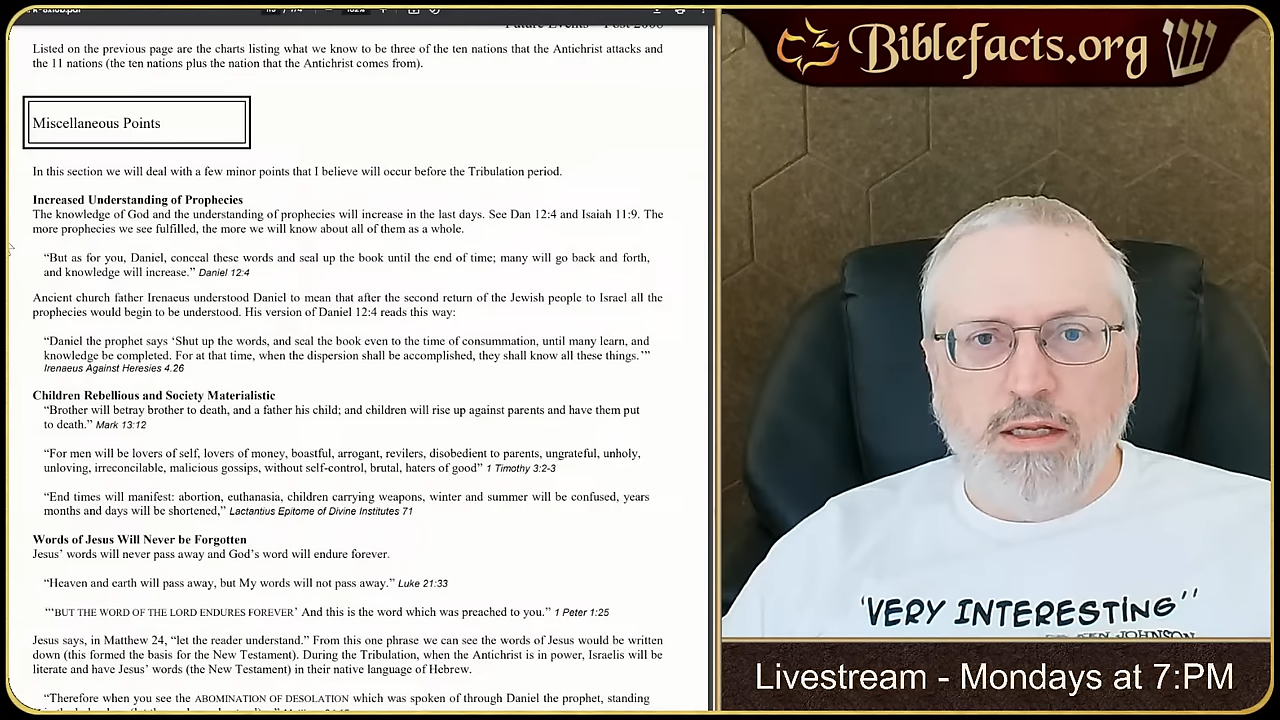 Future Events – Post 2008
Listed on the previous page are the charts listing what we know to be three of the ten nations that the Antichrist attacks and
the 11 nations (the ten nations plus the nation that the Antichrist comes from).
Miscellaneous Points
In this section we will deal with a few minor points that I believe will occur before the Tribulation period.
Increased Understanding of Prophecies
The knowledge of God and the understanding of prophecies will increase in the last days. See Dan 12:4 and Isaiah 11:9. The
more prophecies we see fulfilled, the more we will know about all of them as a whole.
“But as for you, Daniel, conceal these words and seal up the book until the end of time; many will go back and forth,
and knowledge will increase.” Daniel 12:4
Ancient church father Irenaeus understood Daniel to mean that after the second return of the Jewish people to Israel all the
prophecies would begin to be understood. His version of Daniel 12:4 reads this way:
“Daniel the prophet says ‘Shut up the words, and seal the book even to the time of consummation, until many learn, and
knowledge be completed. For at that time, when the dispersion shall be accomplished, they shall know all these things.’”
Irenaeus Against Heresies 4.26
Children Rebellious and Society Materialistic
“Brother will betray brother to death, and a father his child; and children will rise up against parents and have them put
to death.” Mark 13:12
“For men will be lovers of self, lovers of money, boastful, arrogant, revilers, disobedient to parents, ungrateful, unholy,
unloving, irreconcilable, malicious gossips, without self-control, brutal, haters of good” 1 Timothy 3:2-3
“End times will manifest: abortion, euthanasia, children carrying weapons, winter and summer will be confused, years
months and days will be shortened,” Lactantius Epitome of Divine Institutes 71
Words of Jesus Will Never be Forgotten
Jesus’ words will never pass away and God’s word will endure forever.
“Heaven and earth will pass away, but My words will not pass away.” Luke 21:33
“‘BUT THE WORD OF THE LORD ENDURES FOREVER’ And this is the word which was preached to you.” 1 Peter 1:25
Jesus says, in Matthew 24, “let the reader understand.” From this one phrase we can see the words of Jesus would be written
down (this formed the basis for the New Testament). During the Tribulation, when the Antichrist is in power, Israelis will be
literate and have Jesus’ words (the New Testament) in their native language of Hebrew.
“Therefore when you see the ABOMINATION OF DESOLATION which was spoken of through Daniel the prophet, standing
Biblefacts.org
'VERY INTERESTING''
JOHNSON
Livestream - Mondays at 7:PM